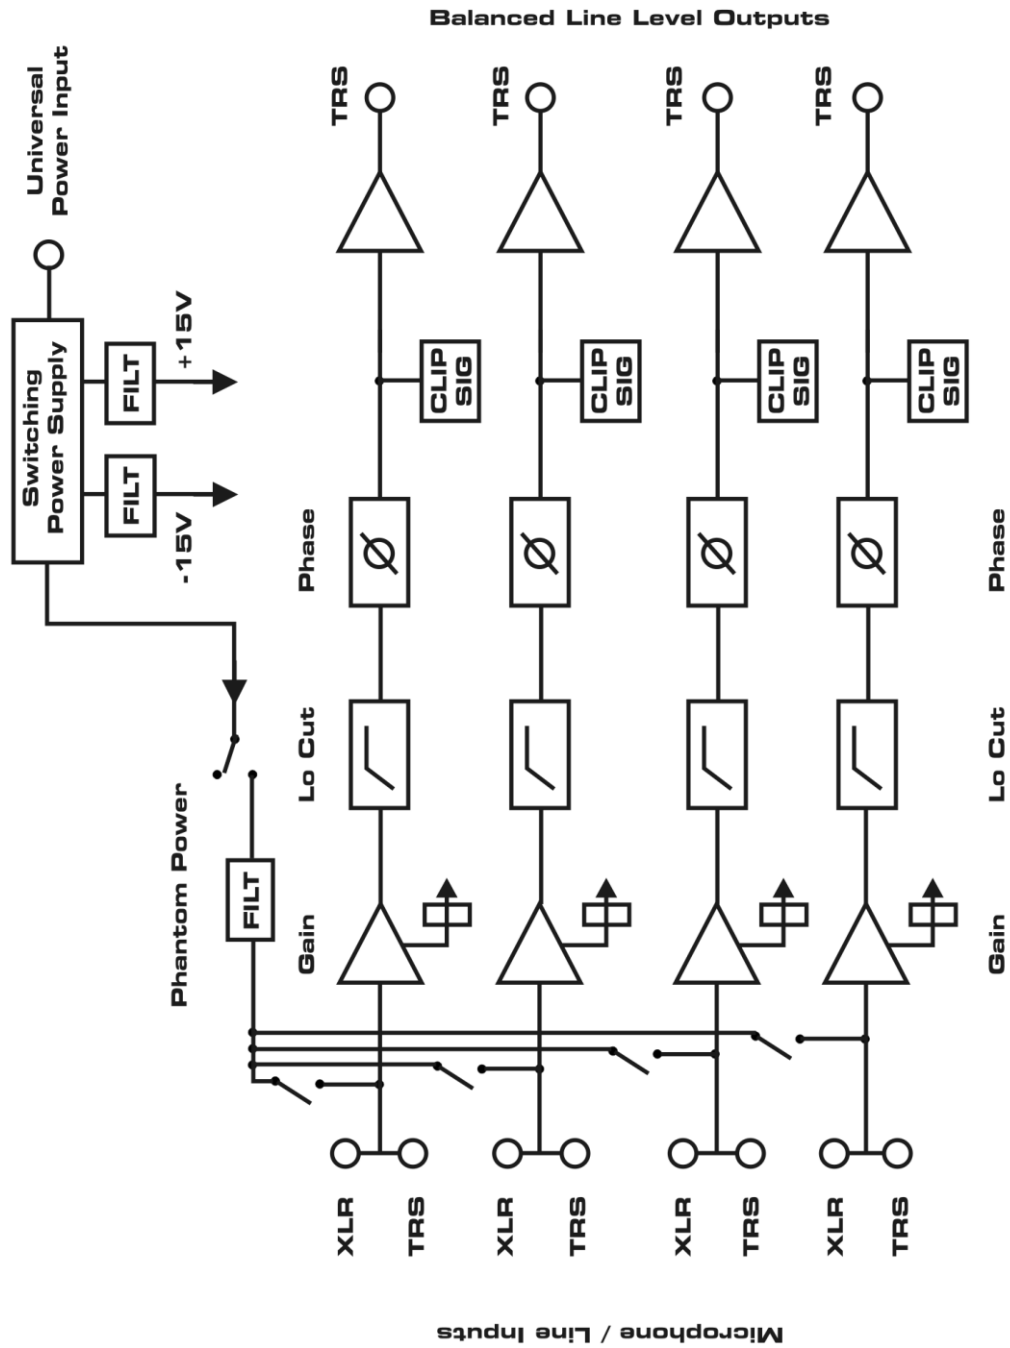 Balanced Line Level Outputs
Universal
Power Input
TRS
TRS
TRS
TRS
Switching
Power Supply
FILT
+15V
FILT
-15V
CLIP
SIG
CLIP
SIG
CLIP
SIG
CLIP
SIG
Phase
Phase
Lo Cut
Lo Cut
Phantom Power
FILT
Gain
Gain
XLR
TRS
XLR
TRS
XLR
TRS
XLR
TRS
Microphone / Line Inputs